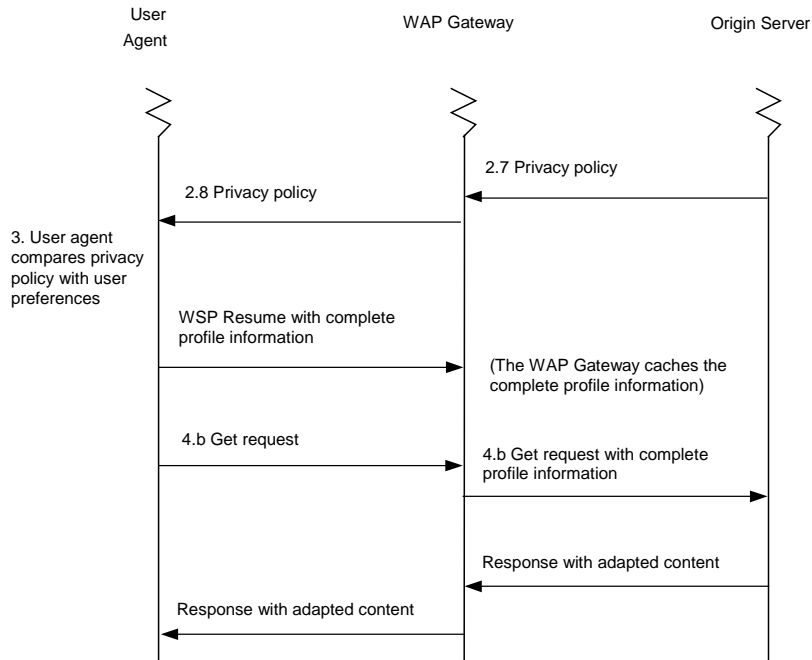 User
Agent
WAP Gateway
Origin Server
2.7 Privacy policy
2.8 Privacy policy
3. User agent
compares privacy
policy with user
preferences
WSP Resume with complete
profile information
(The WAP Gateway caches the
complete profile information)
4.b Get request
4.b Get request with complete
profile information
Response with adapted content
Response with adapted content